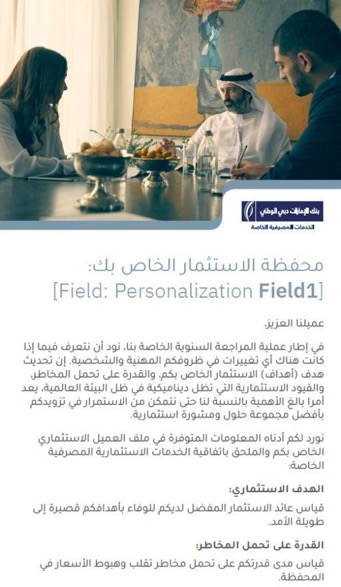 بنك الإمارات دبي الوطني
الخدمات المصرفية الخاصة
محفظة الاستثمار الخاص بك:
[Field: Personalization Field1]
عميلنا العزيز،
في إطار عملية المراجعة السنوية الخاصة بنا، نود أن نتعرف فيما إذا
كانت هناك أي تغييرات في ظروفكم المهنية والشخصية. إن تحديث
هدف (أهداف) الاستثمار الخاص بكم، والقدرة على تحمل المخاطر،
والقيود الاستثمارية التي تظل ديناميكية في ظل البيئة العالمية، يعد
أمرا بالغ الأهمية بالنسبة لنا حتى نتمكن من الاستمرار في تزويدكم
بأفضل مجموعة حلول ومشورة استثمارية.
نورد لكم أدناه المعلومات المتوفرة في ملف العميل الاستثماري
الخاص بكم والملحق باتفاقية الخدمات الاستثمارية المصرفية
الخاصة:
الهدف الاستثماري:
قياس عائد الاستثمار المفضل لديكم للوفاء بأهدافكم قصيرة إلى
طويلة الأمد.
القدرة على تحمل المخاطر:
قياس مدى قدرتكم على تحمل مخاطر تقلب وهبوط الأسعار في
المحفظة.